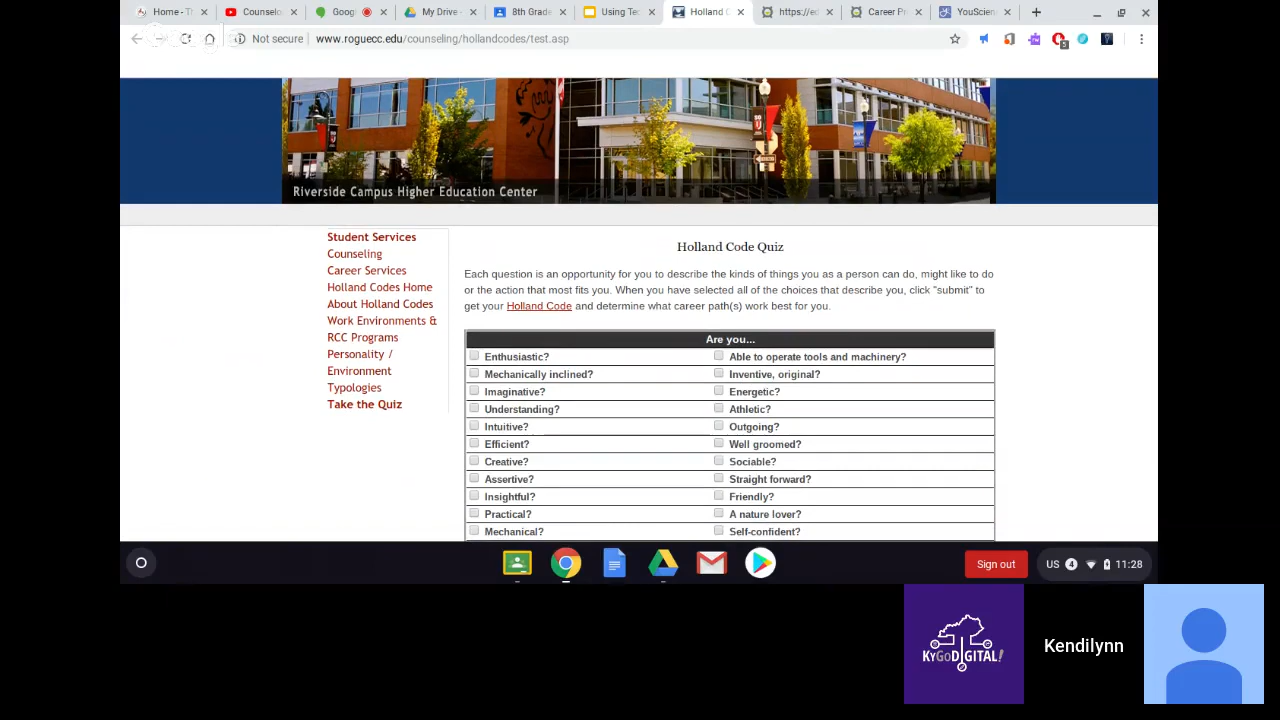 Home - Th
Counselo
Goog
My Drive -
8th Grade
Using Tec
Holland C
https://ed
Career Pr
YouScien
Not secure
www.roguecc.edu/counseling/hollandcodes/test.asp
Riverside Campus Higher Education Center
Student Services
Counseling
Career Services
Holland Codes Home
About Holland Codes
Work Environments &
RCC Programs
Personality /
Environment
Typologies
Take the Quiz
Holland Code Quiz
Each question is an opportunity for you to describe the kinds of things you as a person can do, might like to do
or the action that most fits you. When you have selected all of the choices that describe you, click "submit" to
get your Holland Code and determine what career path(s) work best for you.
Are you...
Enthusiastic?
Able to operate tools and machinery?
Mechanically inclined?
Inventive, original?
Imaginative?
Energetic?
Understanding?
Athletic?
Intuitive?
Outgoing?
Efficient?
Well groomed?
Creative?
Sociable?
Assertive?
Straight forward?
Insightful?
Friendly?
Practical?
A nature lover?
Mechanical?
Self-confident?
Sign out
US 4 11:28
KyGoDIGITAL!
Kendilynn